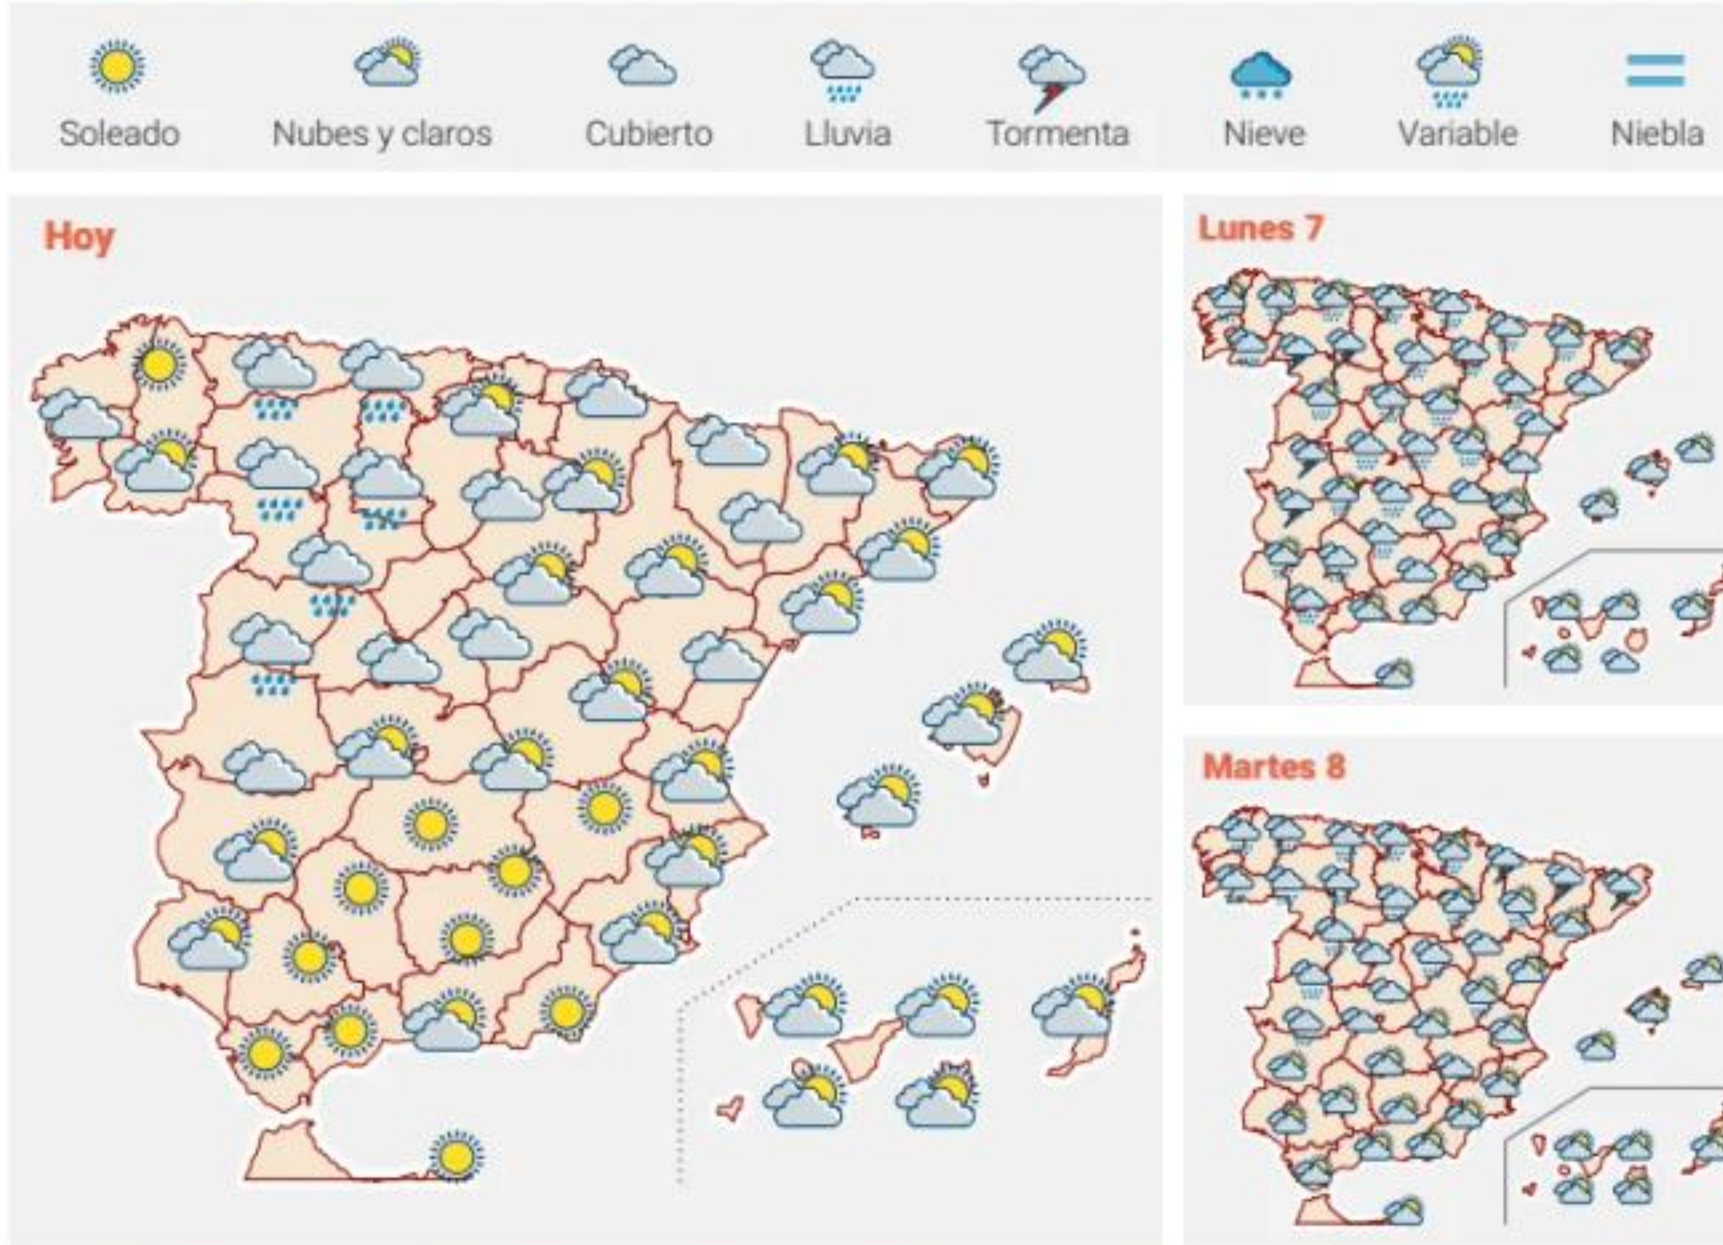 Soleado
Nubes y claros
Cubierto
Lluvia
Tormenta
Nieve
Variable
Niebla
Hoy
Lunes 7
Martes 8